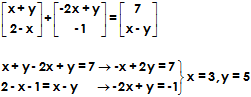 [x + y  2 - x] + [-2x + y  -1] = [7  x - y]
x + y - 2x + y = 7 → -x + 2y = 7
2 - x - 1 = x - y → -2x + y = -1 } x = 3, y = 5